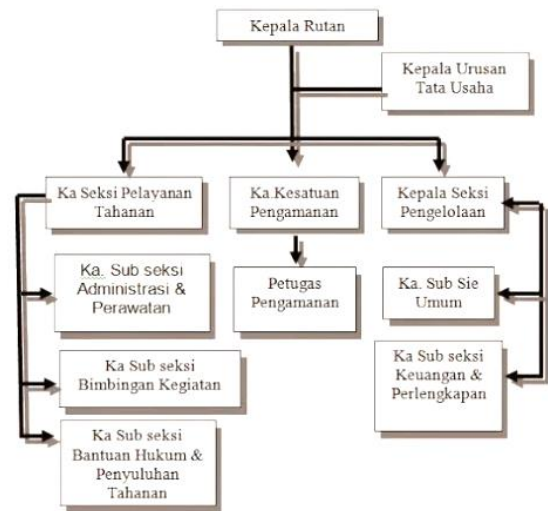 Kepala Rutan
Kepala Urusan
Tata Usaha
Ka Seksi Pelayanan
Tahanan
Ka.Kesatuan
Pengamanan
Kepala Seksi
Pengelolaan
Ka. Sub seksi
Administrasi &
Perawatan
Petugas
Pengamanan
Ka. Sub Sie
Umum
Ka Sub seksi
Bimbingan Kegiatan
Ka Sub seksi
Keuangan &
Perlengkapan
Ka Sub seksi
Bantuan Hukum &
Penyuluhan
Tahanan